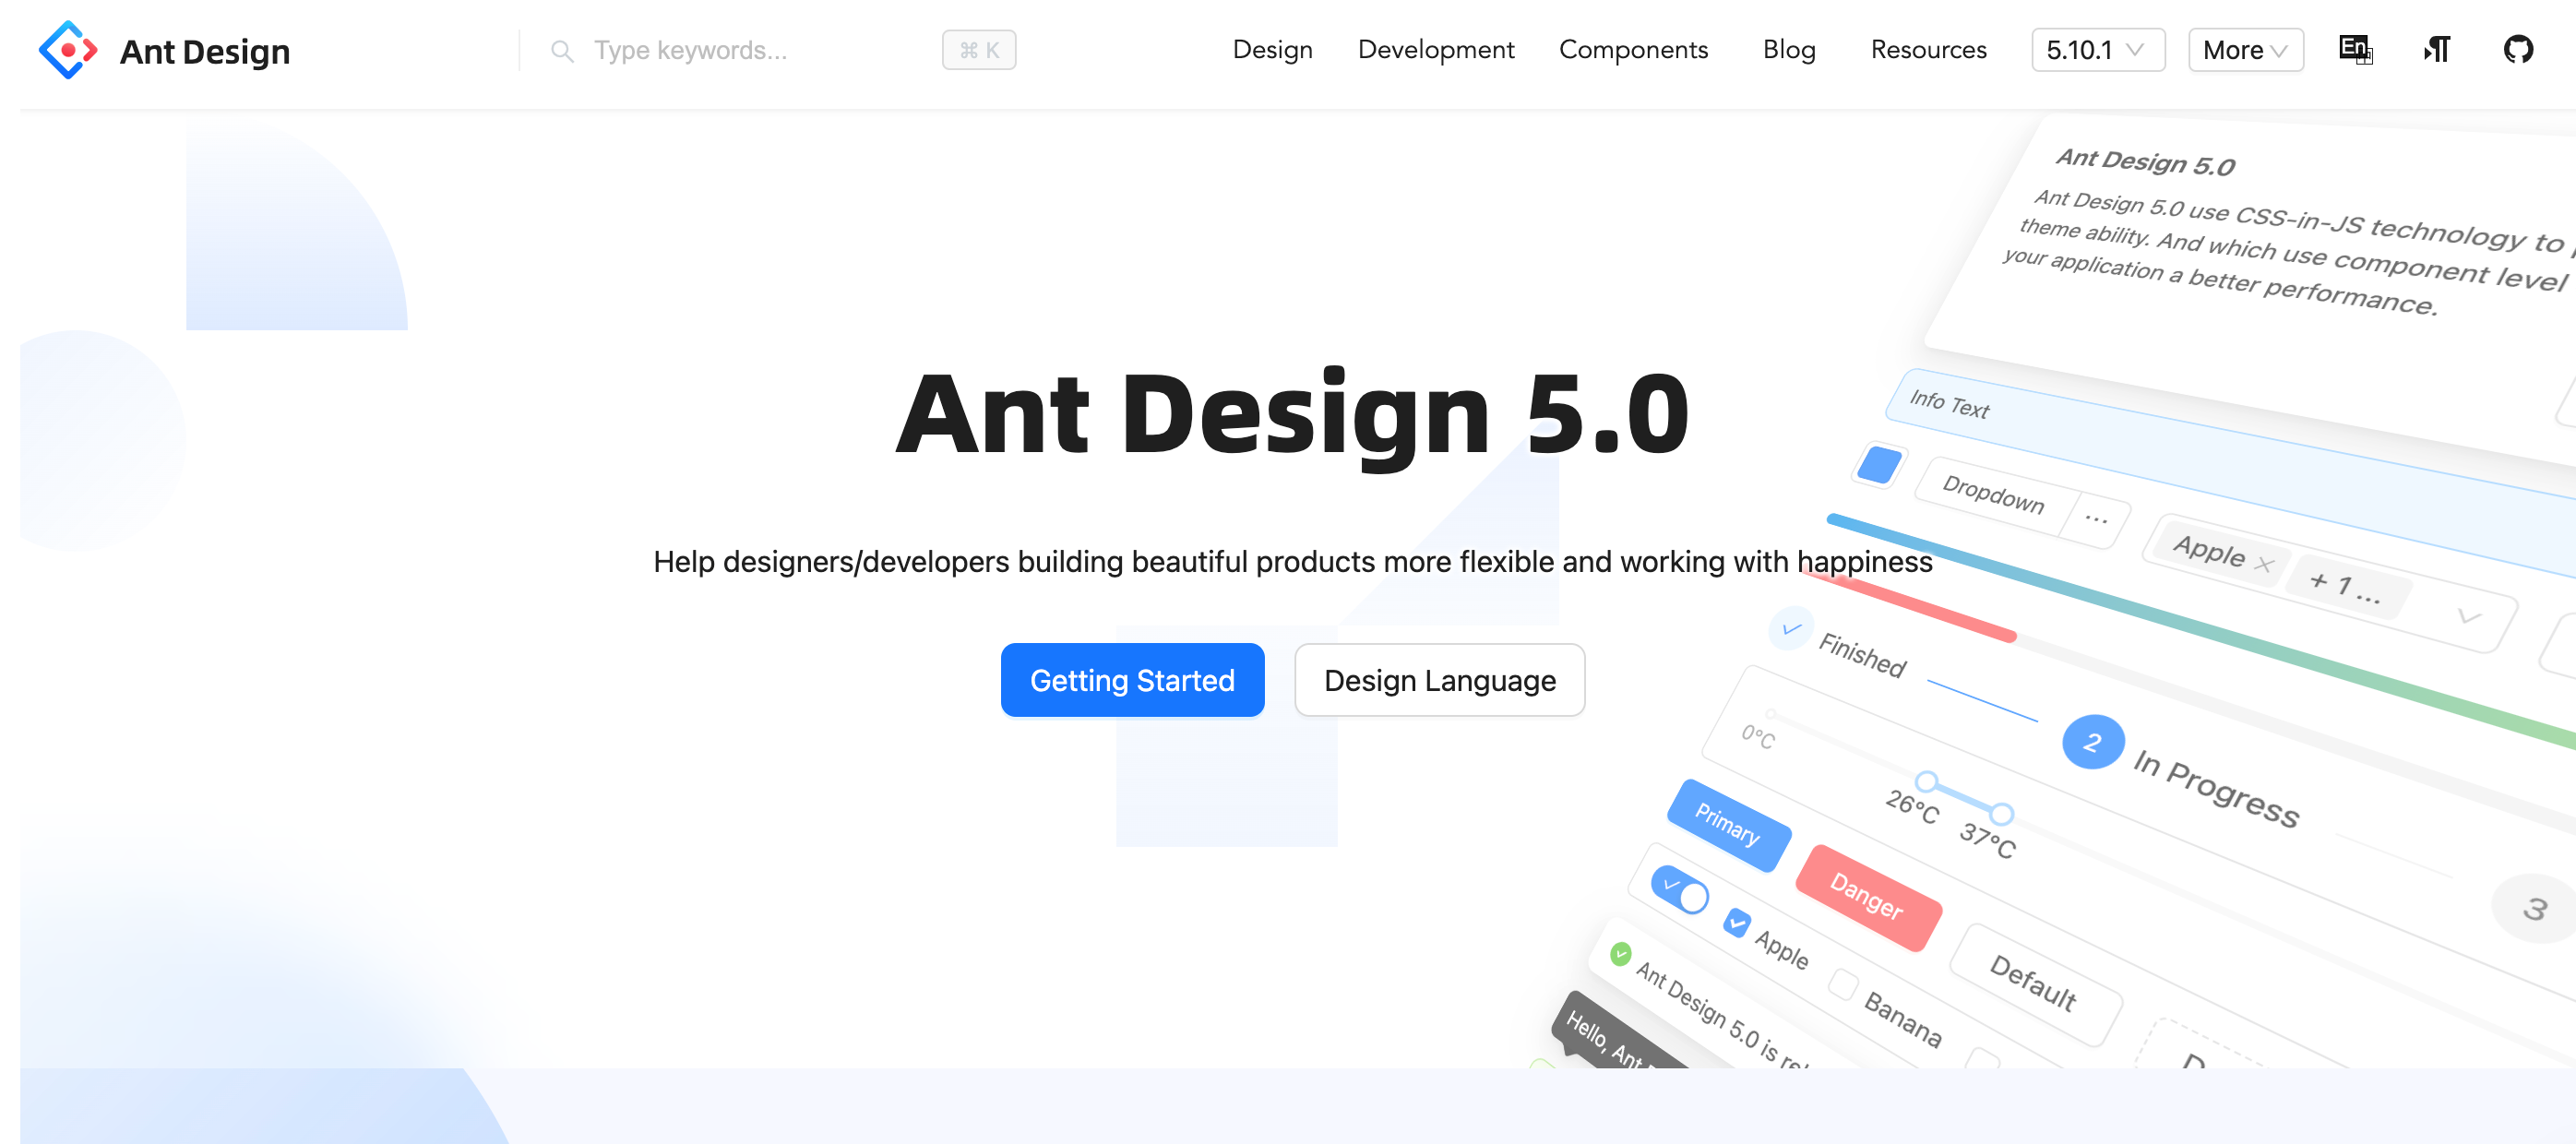 Ant Design
Type keywords...
⌘ K
Design
Development
Components
Blog
Resources
5.10.1
More
En
Ant Design 5.0
Ant Design 5.0 use CSS-in-JS technology to
theme ability. And which use component level
your application a better performance.
Info Text
Dropdown
...
Apple
+ 1 ...
Ant Design 5.0
Help designers/developers building beautiful products more flexible and working with happiness
Getting Started
Design Language
Finished
2
In Progress
3
0°C
26°C
37°C
Primary
Danger
Default
Apple
Banana
Ant Design 5.0 is
Hello, Ant